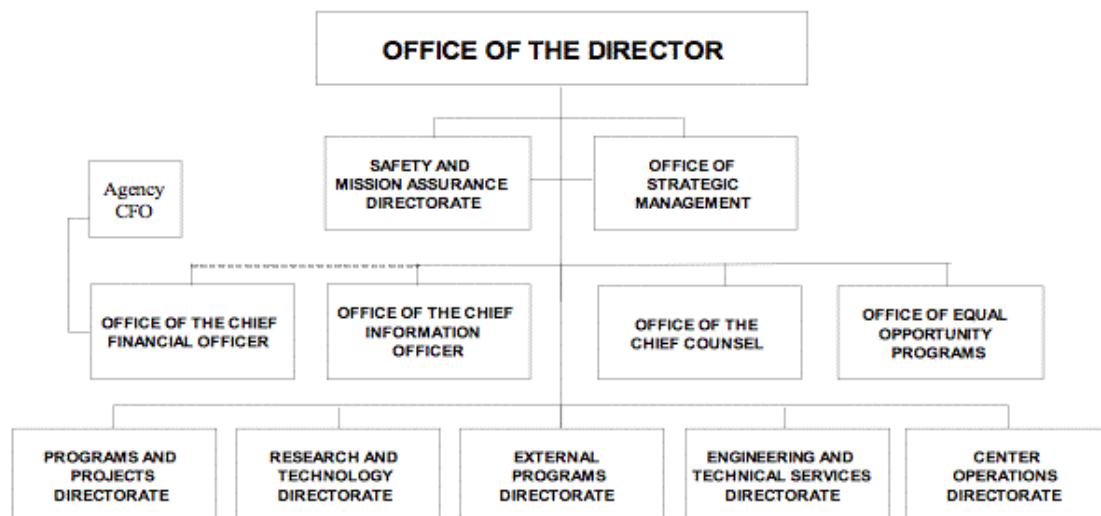 OFFICE OF THE DIRECTOR
SAFETY AND
MISSION ASSURANCE
DIRECTORATE
OFFICE OF
STRATEGIC
MANAGEMENT
Agency
CFO
OFFICE OF THE CHIEF
FINANCIAL OFFICER
OFFICE OF THE CHIEF
INFORMATION
OFFICER
OFFICE OF THE
CHIEF COUNSEL
OFFICE OF EQUAL
OPPORTUNITY
PROGRAMS
PROGRAMS AND
PROJECTS
DIRECTORATE
RESEARCH AND
TECHNOLOGY
DIRECTORATE
EXTERNAL
PROGRAMS
DIRECTORATE
ENGINEERING AND
TECHNICAL SERVICES
DIRECTORATE
CENTER
OPERATIONS
DIRECTORATE